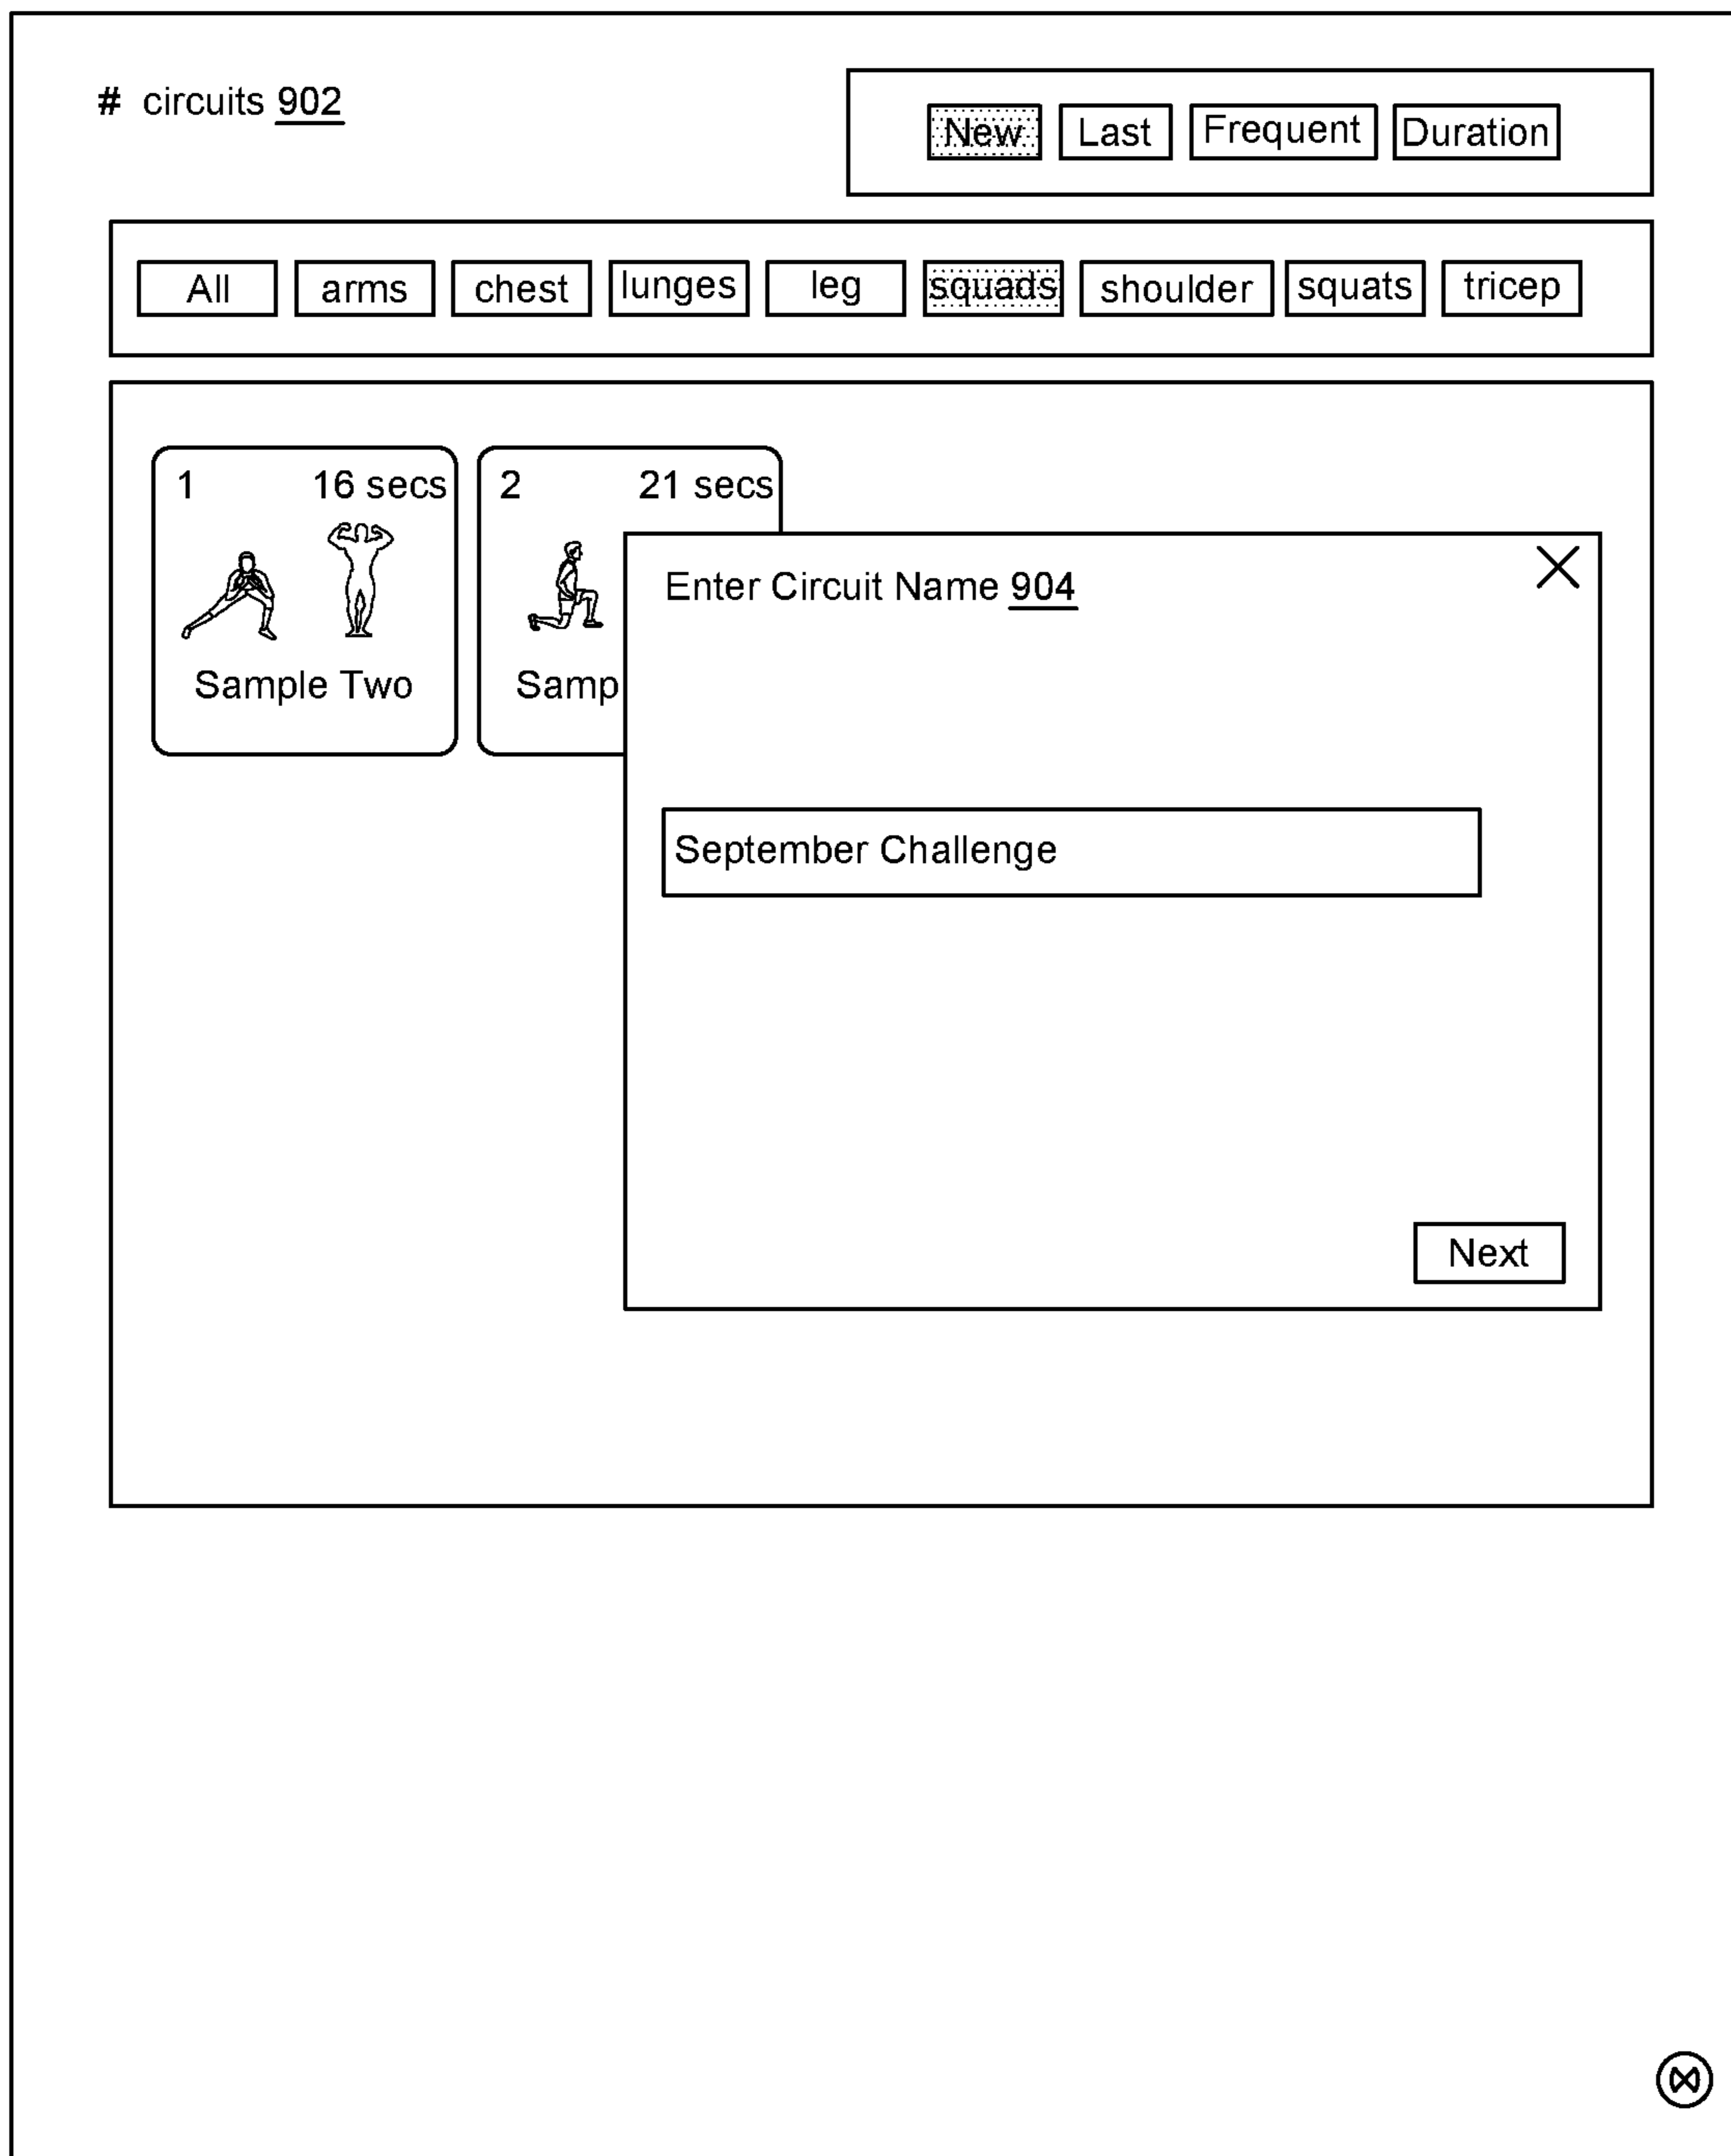 # circuits 902
New Last Frequent Duration
All arms chest lunges leg squads shoulder squats tricep
1 16 secs 2 21 secs
Enter Circuit Name 904
Sample Two Samp
September Challenge
Next